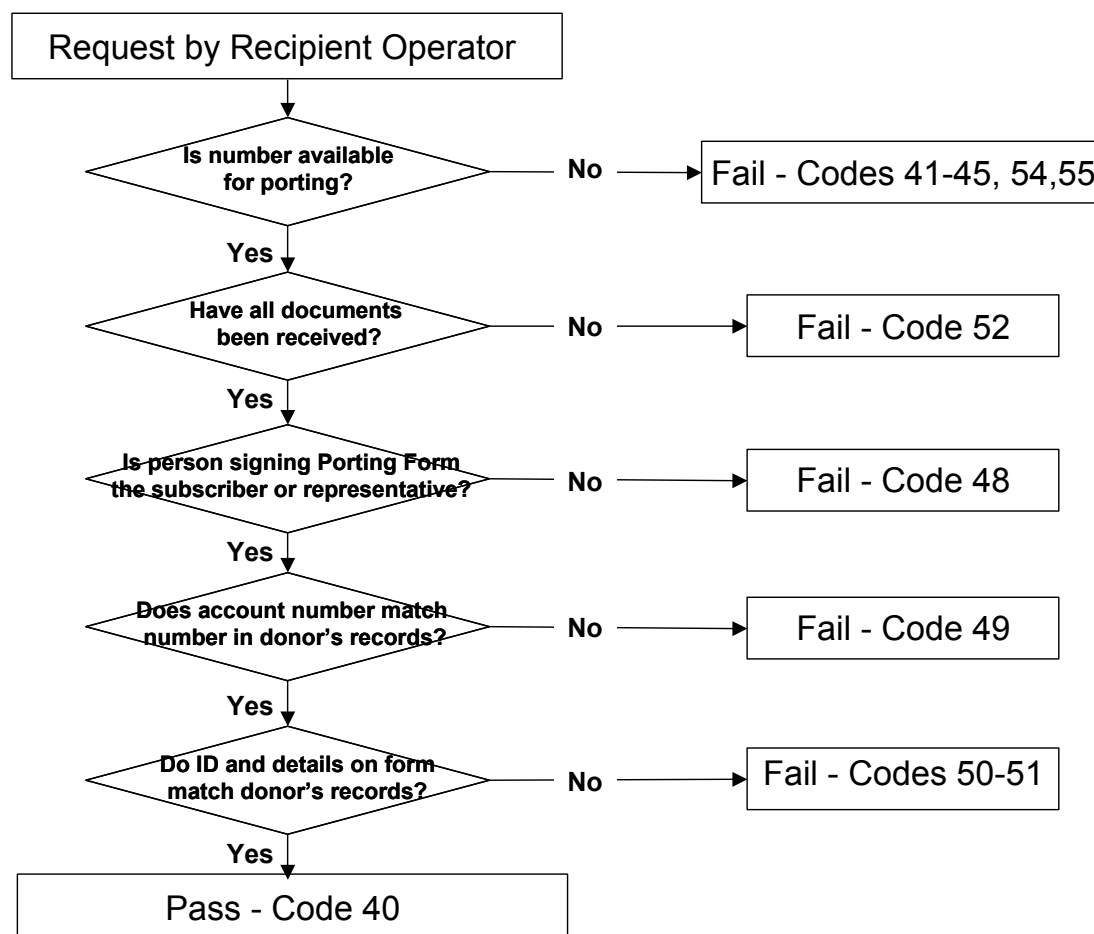 Request by Recipient Operator
Is number available
for porting?
No
Fail - Codes 41-45, 54,55
Yes
Have all documents
been received?
No
Fail - Code 52
Yes
Is person signing Porting Form
the subscriber or representative?
No
Fail - Code 48
Yes
Does account number match
number in donor’s records?
No
Fail - Code 49
Yes
Do ID and details on form
match donor’s records?
No
Fail - Codes 50-51
Yes
Pass - Code 40